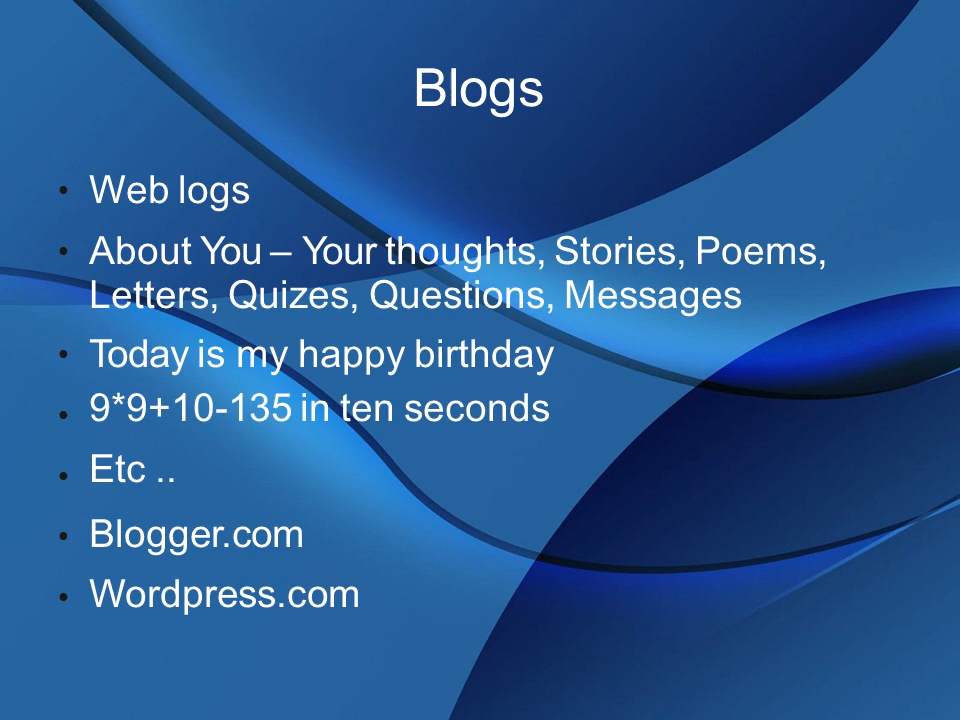 Blogs
• Web logs
• About You – Your thoughts, Stories, Poems,
Letters, Quizes, Questions, Messages
• Today is my happy birthday
• 9*9+10-135 in ten seconds
• Etc ..
• Blogger.com
• Wordpress.com